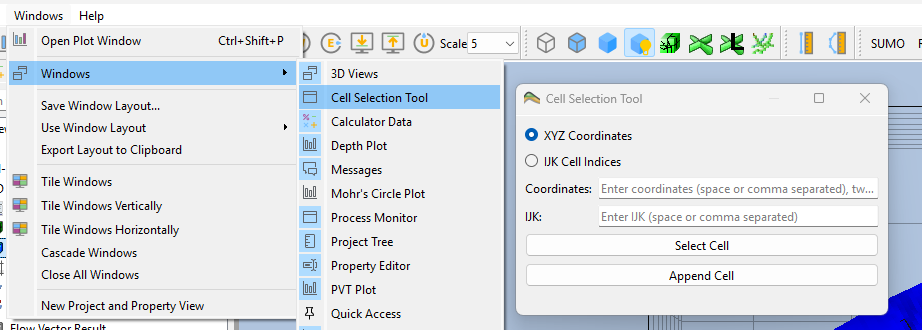 Windows Help
Open Plot Window Ctrl+Shift+P
Windows
Save Window Layout...
Use Window Layout
Export Layout to Clipboard
Tile Windows
Tile Windows Vertically
Tile Windows Horizontally
Cascade Windows
Close All Windows
New Project and Property View
Flow Vector Result
3D Views
Cell Selection Tool
Calculator Data
Depth Plot
Messages
Mohr's Circle Plot
Process Monitor
Project Tree
Property Editor
PVT Plot
Quick Access
Scale 5
SUMO
Cell Selection Tool
XYZ Coordinates
IJK Cell Indices
Coordinates: Enter coordinates (space or comma separated), tw...
IJK: Enter IJK (space or comma separated)
Select Cell
Append Cell